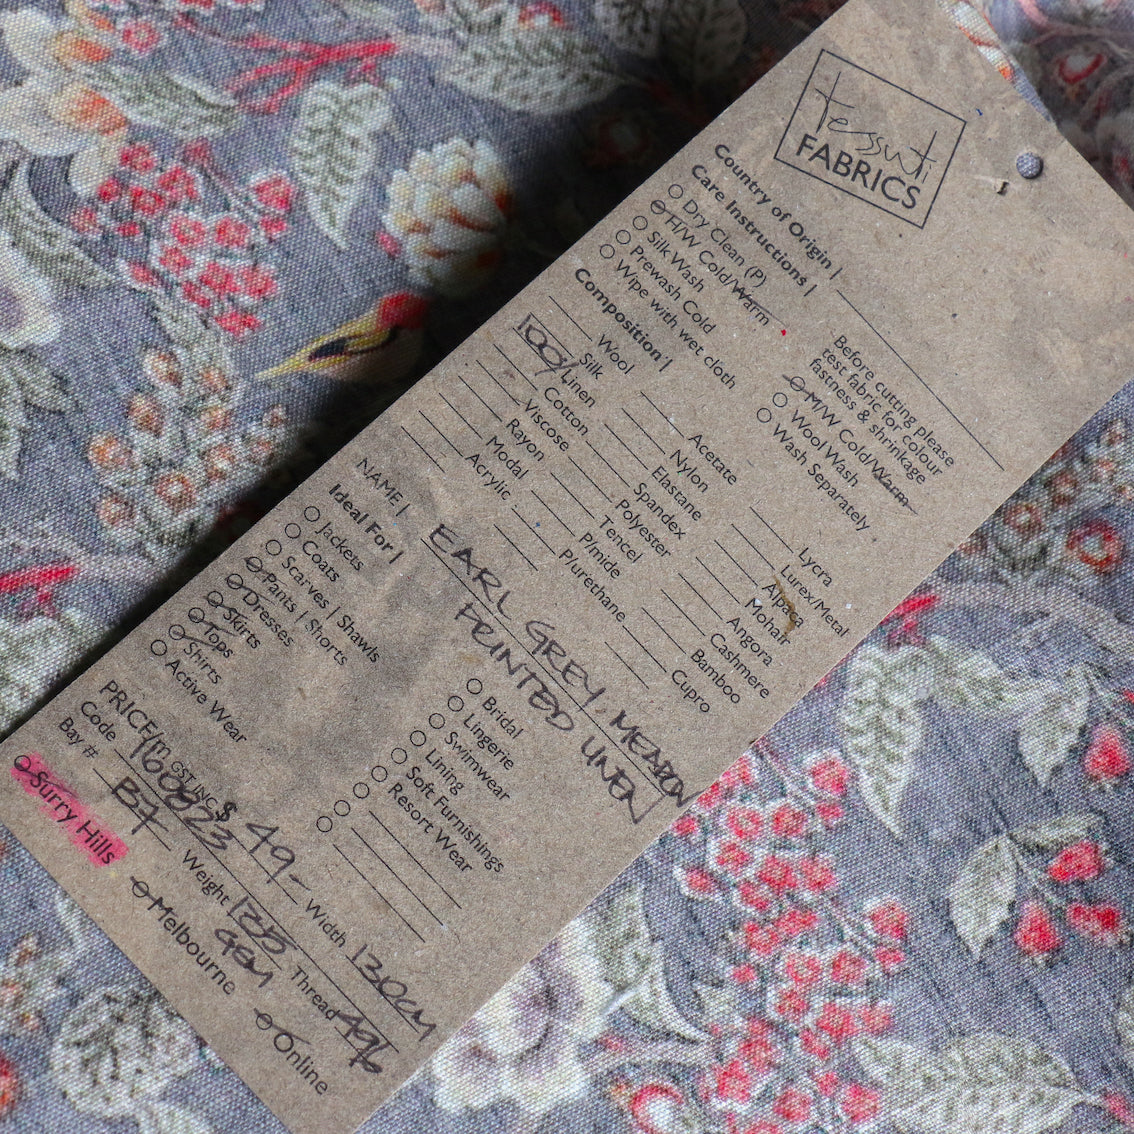 tessuti
FABRICS
Country of Origin |
Care Instructions |
Dry Clean (P)
H/W Cold/Warm
Silk Wash
Prewash Cold
Wipe with wet cloth
Before cutting please
test fabric for colour
fastness & shrinkage
M/W Cold/Warm
Wool Wash
Wash Separately
Composition |
Wool
Silk
100% Linen
Cotton
Viscose
Rayon
Modal
Acrylic
Acetate
Nylon
Elastane
Spandex
Polyester
Tencel
P/mide
P/urethane
Lycra
Lurex/Metal
Alpaca
Mohair
Angora
Cashmere
Bamboo
Cupro
NAME | EARL GREY, MEADOW
PRINTED LINEN
Ideal For |
Jackets
Coats
Scarves | Shawls
Pants | Shorts
Dresses
Skirts
Tops
Shirts
Active Wear
Bridal
Lingerie
Swimwear
Lining
Soft Furnishings
Resort Wear
PRICE/m GST INC $ 49- Width 130cm
Code 1160823 Weight 185 GSM Thread A96
Bay # B7
Surry Hills
Melbourne
Online